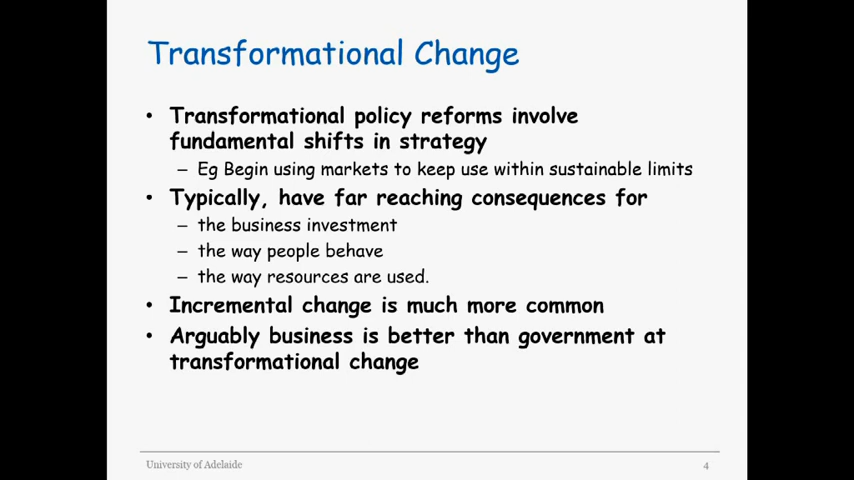 Transformational Change
• Transformational policy reforms involve
fundamental shifts in strategy
– Eg Begin using markets to keep use within sustainable limits
• Typically, have far reaching consequences for
– the business investment
– the way people behave
– the way resources are used.
• Incremental change is much more common
• Arguably business is better than government at
transformational change
University of Adelaide
4